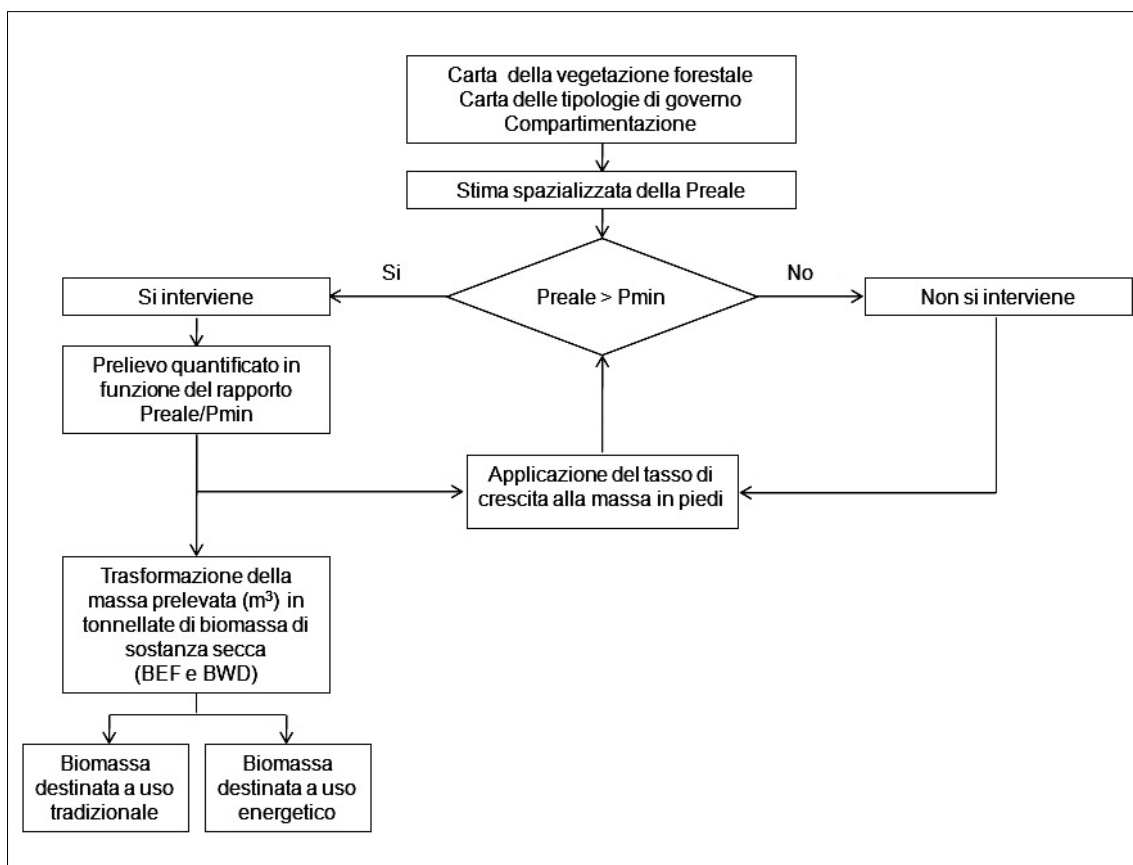 Carta della vegetazione forestale
Carta delle tipologie di governo
Compartimentazione
Stima spazializzata della Preale
Si
No
Si interviene
Preale > Pmin
Non si interviene
Prelievo quantificato in
funzione del rapporto
Preale/Pmin
Applicazione del tasso di
crescita alla massa in piedi
Trasformazione della
massa prelevata (m³) in
tonnellate di biomassa di
sostanza secca
(BEF e BWD)
Biomassa
destinata a uso
tradizionale
Biomassa
destinata a uso
energetico